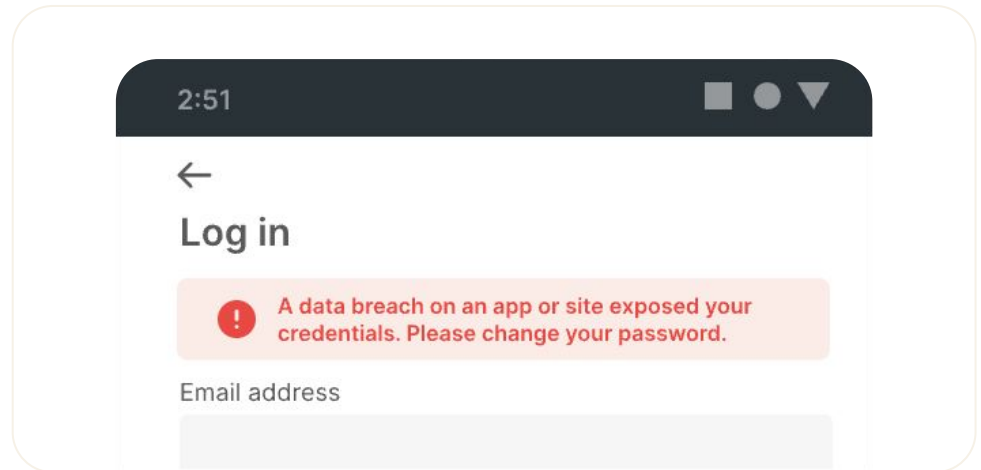 2:51
Log in
A data breach on an app or site exposed your
credentials. Please change your password.
Email address